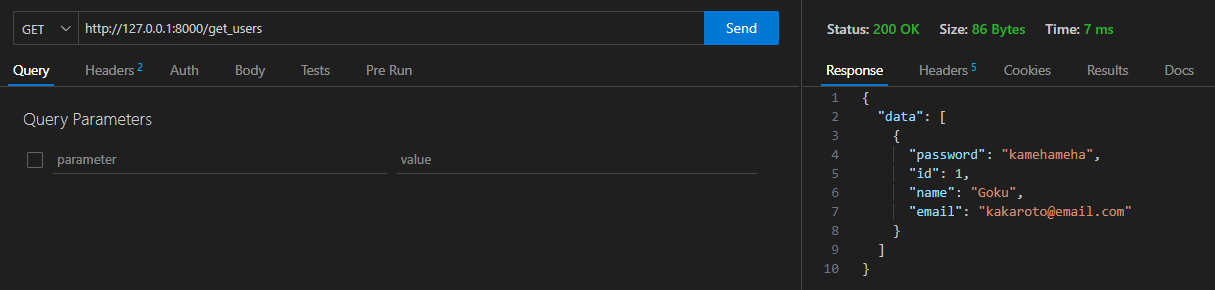 GET http://127.0.0.1:8000/get_users Send
Query Headers 2 Auth Body Tests Pre Run
Query Parameters
parameter value
Status: 200 OK Size: 86 Bytes Time: 7 ms
Response Headers 5 Cookies Results Docs
1 {
2 "data": [
3 {
4 "password": "kamehameha",
5 "id": 1,
6 "name": "Goku",
7 "email": "kakaroto@email.com"
8 }
9 ]
10 }